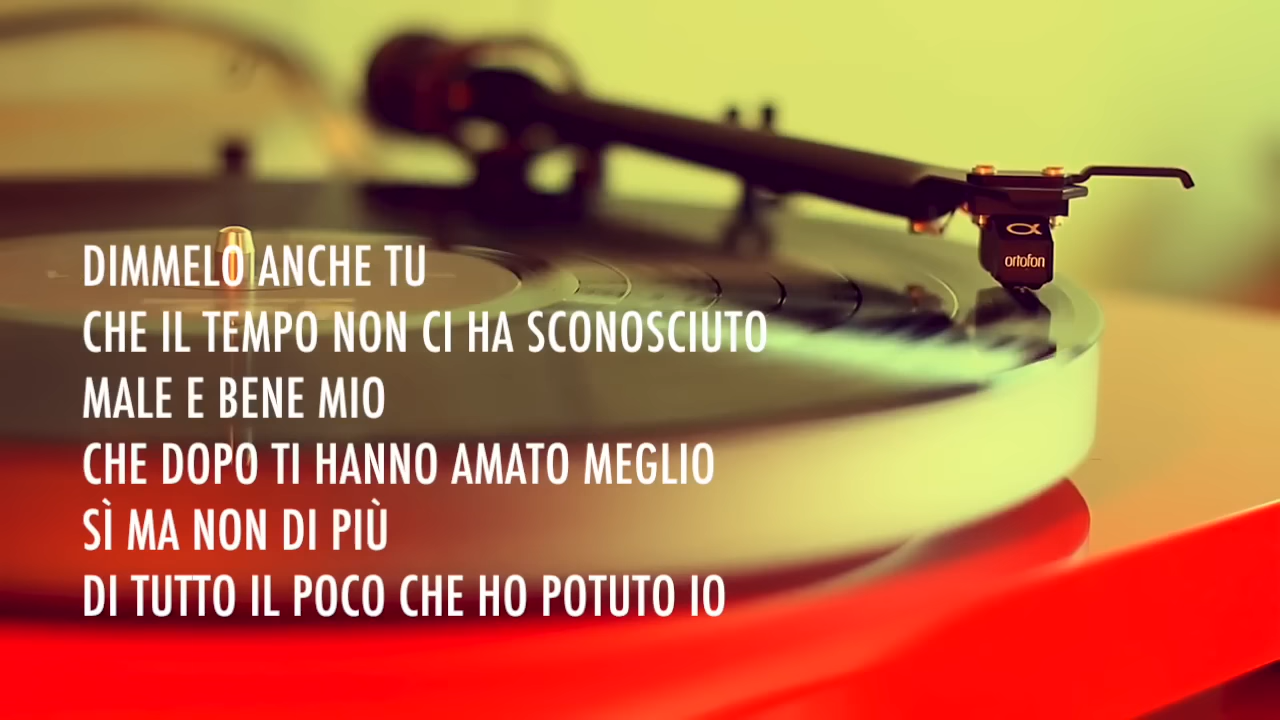 DIMMELO ANCHE TU
CHE IL TEMPO NON CI HA SCONOSCIUTO
MALE E BENE MIO
CHE DOPO TI HANNO AMATO MEGLIO
SÌ MA NON DI PIÙ
DI TUTTO IL POCO CHE HO POTUTO IO
ortofon